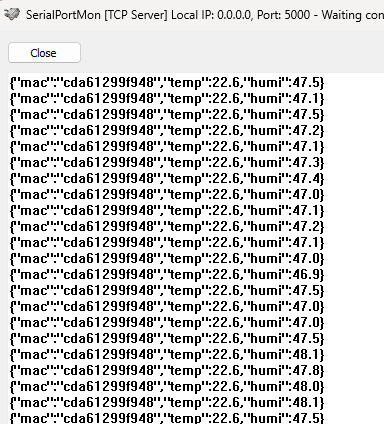 SerialPortMon [TCP Server] Local IP: 0.0.0.0, Port: 5000 - Waiting con
Close
{"mac":"cda61299f948","temp":22.6,"humi":47.5}
{"mac":"cda61299f948","temp":22.6,"humi":47.1}
{"mac":"cda61299f948","temp":22.6,"humi":47.5}
{"mac":"cda61299f948","temp":22.6,"humi":47.2}
{"mac":"cda61299f948","temp":22.6,"humi":47.1}
{"mac":"cda61299f948","temp":22.6,"humi":47.3}
{"mac":"cda61299f948","temp":22.6,"humi":47.4}
{"mac":"cda61299f948","temp":22.6,"humi":47.0}
{"mac":"cda61299f948","temp":22.6,"humi":47.1}
{"mac":"cda61299f948","temp":22.6,"humi":47.2}
{"mac":"cda61299f948","temp":22.6,"humi":47.1}
{"mac":"cda61299f948","temp":22.6,"humi":47.0}
{"mac":"cda61299f948","temp":22.6,"humi":46.9}
{"mac":"cda61299f948","temp":22.6,"humi":47.5}
{"mac":"cda61299f948","temp":22.6,"humi":47.0}
{"mac":"cda61299f948","temp":22.6,"humi":47.0}
{"mac":"cda61299f948","temp":22.6,"humi":47.5}
{"mac":"cda61299f948","temp":22.6,"humi":48.1}
{"mac":"cda61299f948","temp":22.6,"humi":47.8}
{"mac":"cda61299f948","temp":22.6,"humi":48.0}
{"mac":"cda61299f948","temp":22.6,"humi":48.1}
{"mac":"cda61299f948","temp":22.6,"humi":47.5}